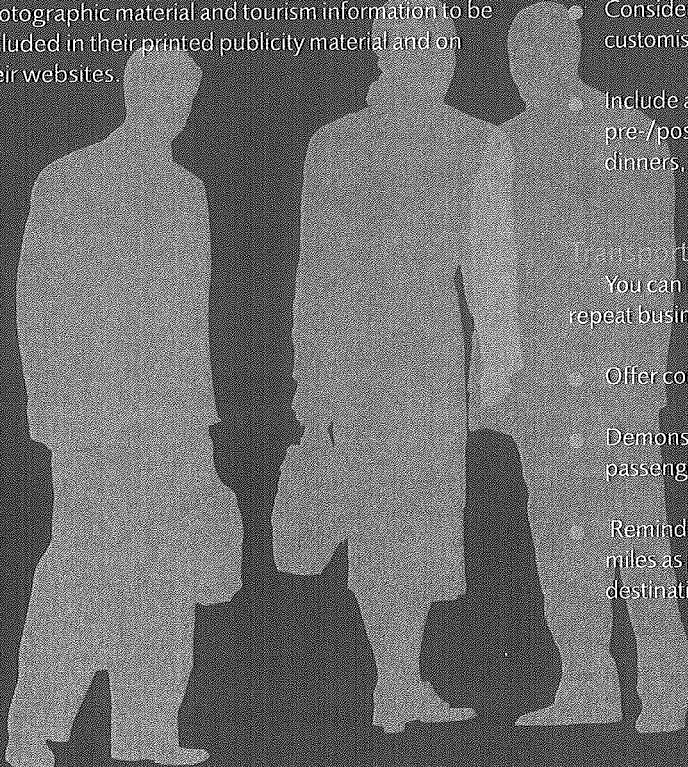 otographic material and tourism information to be
luded in their printed publicity material and on
eir websites.
Conside
customis
Include a
pre-/pos
dinners,
Transport
You can
repeat busin
Offer co
Demons
passeng
Remind
miles as
destinati